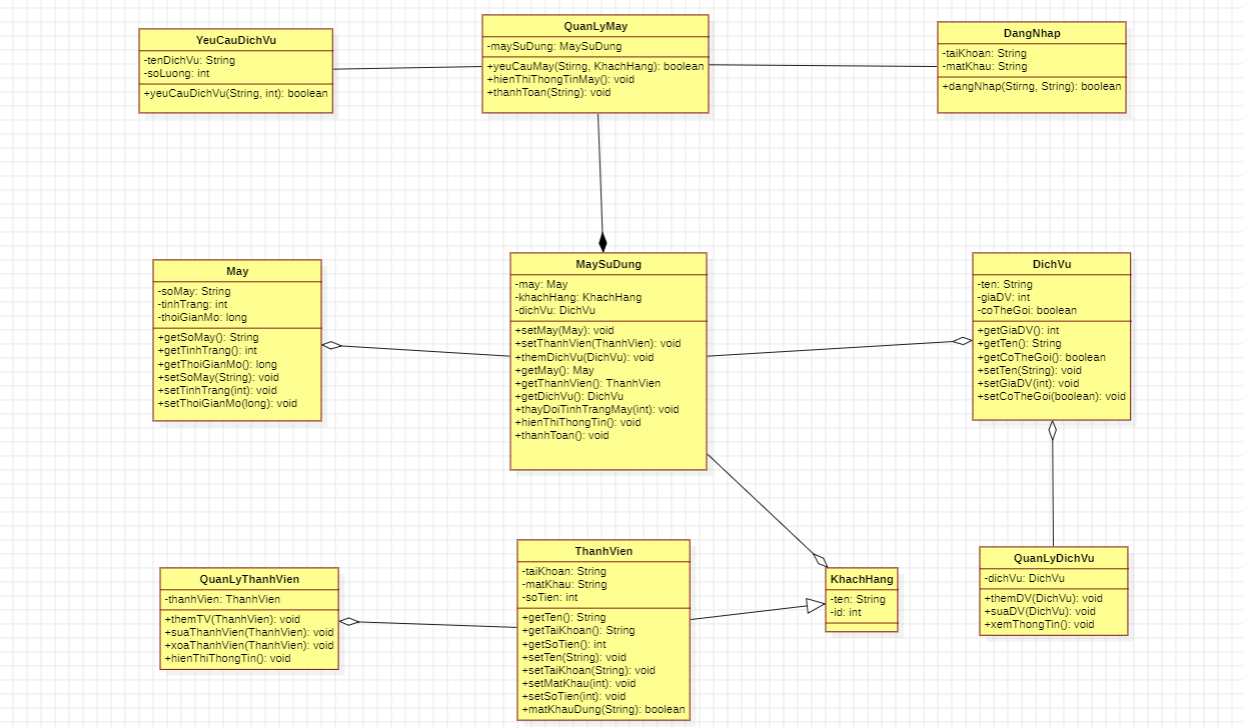 YeuCauDichVu
-tenDichVu: String
-soLuong: int
+yeuCauDichVu(String, int): boolean
QuanLyMay
-maySuDung: MaySuDung
+yeuCauMay(Stirng, KhachHang): boolean
+hienThiThongTinMay(): void
+thanhToan(String): void
DangNhap
-taiKhoan: String
-matKhau: String
+dangNhap(Stirng, String): boolean
May
-soMay: String
-tinhTrang: int
-thoiGianMo: long
+getSoMay(): String
+getTinhTrang(): int
+getThoiGianMo(): long
+setSoMay(String): void
+setTinhTrang(int): void
+setThoiGianMo(long): void
MaySuDung
-may: May
-khachHang: KhachHang
-dichVu: DichVu
+setMay(May): void
+setThanhVien(ThanhVien): void
+themDichVu(DichVu): void
+getMay(): May
+getThanhVien(): ThanhVien
+getDichVu(): DichVu
+thayDoiTinhTrangMay(int): void
+hienThiThongTin(): void
+thanhToan(): void
DichVu
-ten: String
-giaDV: int
-coTheGoi: boolean
+getGiaDV(): int
+getTen(): String
+getCoTheGoi(): boolean
+setTen(String): void
+setGiaDV(int): void
+setCoTheGoi(boolean): void
QuanLyThanhVien
-thanhVien: ThanhVien
+themTV(ThanhVien): void
+suaThanhVien(ThanhVien): void
+xoaThanhVien(ThanhVien): void
+hienThiThongTin(): void
ThanhVien
-taiKhoan: String
-matKhau: String
-soTien: int
+getTen(): String
+getTaiKhoan(): String
+getSoTien(): int
+setTen(String): void
+setTaiKhoan(String): void
+setMatKhau(int): void
+setSoTien(int): void
+matKhauDung(String): boolean
KhachHang
-ten: String
-id: int
QuanLyDichVu
-dichVu: DichVu
+themDV(DichVu): void
+suaDV(DichVu): void
+xemThongTin(): void